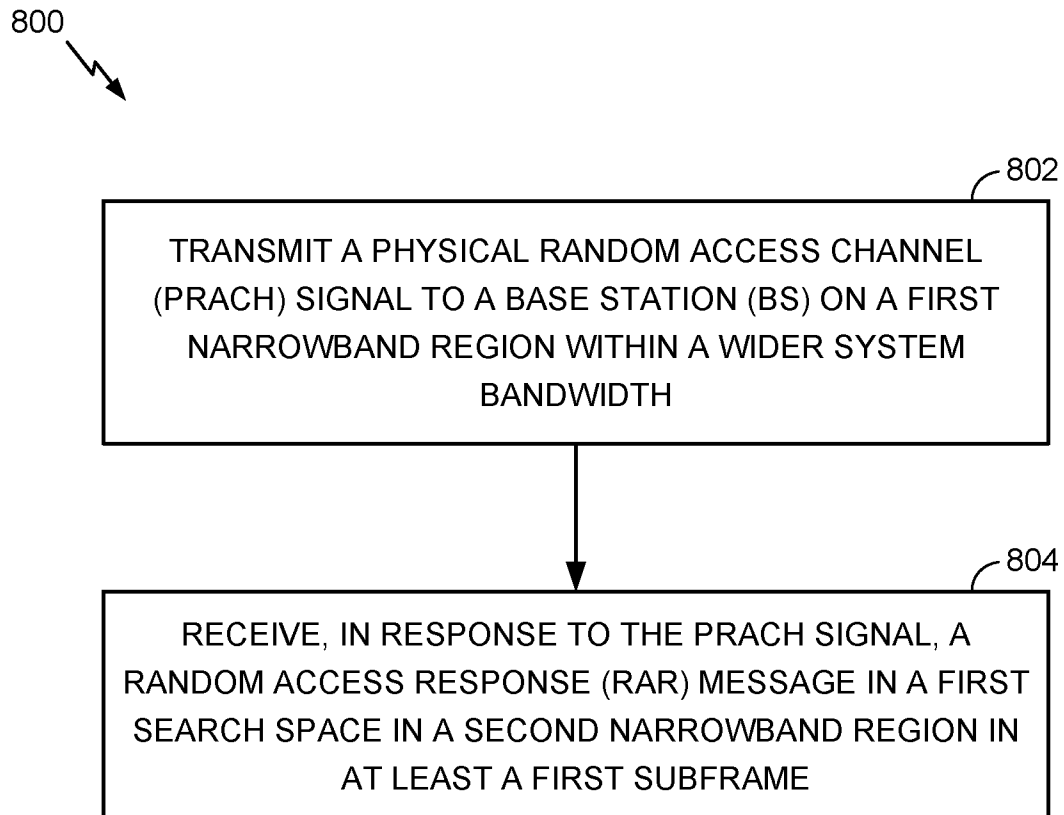 800
802
TRANSMIT A PHYSICAL RANDOM ACCESS CHANNEL
(PRACH) SIGNAL TO A BASE STATION (BS) ON A FIRST
NARROWBAND REGION WITHIN A WIDER SYSTEM
BANDWIDTH
804
RECEIVE, IN RESPONSE TO THE PRACH SIGNAL, A
RANDOM ACCESS RESPONSE (RAR) MESSAGE IN A FIRST
SEARCH SPACE IN A SECOND NARROWBAND REGION IN
AT LEAST A FIRST SUBFRAME